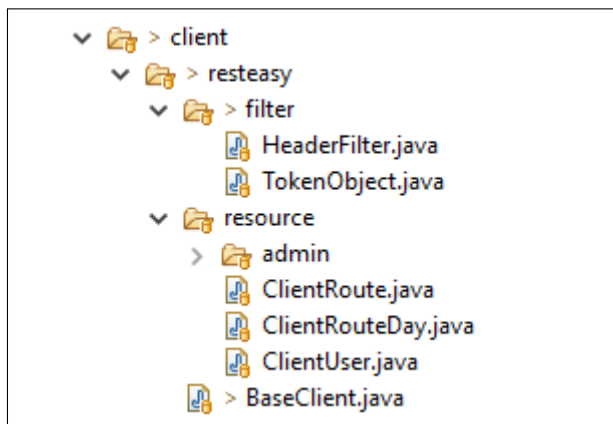 > client
> resteasy
> filter
HeaderFilter.java
TokenObject.java
resource
admin
ClientRoute.java
ClientRouteDay.java
ClientUser.java
> BaseClient.java